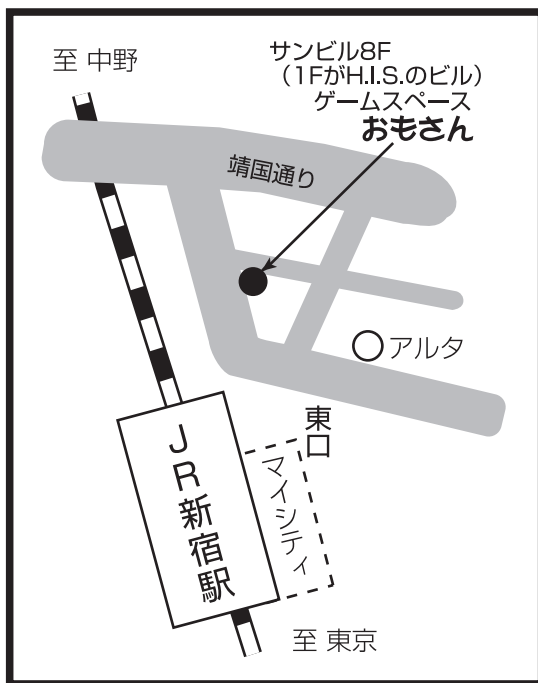 至 中野
サンビル8F
（1FがH.I.S.のビル）
ゲームスペース
おもさん
靖国通り
アルタ
東口
マイシティ
JR新宿駅
至 東京